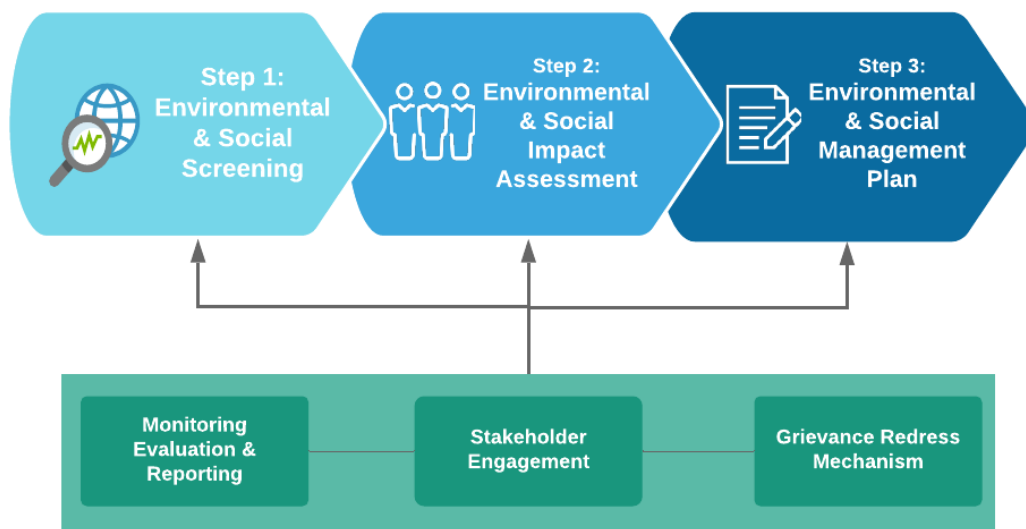 Step 1:
Environmental
& Social
Screening
Step 2:
Environmental
& Social
Impact
Assessment
Step 3:
Environmental
& Social
Management
Plan
Monitoring
Evaluation &
Reporting
Stakeholder
Engagement
Grievance Redress
Mechanism